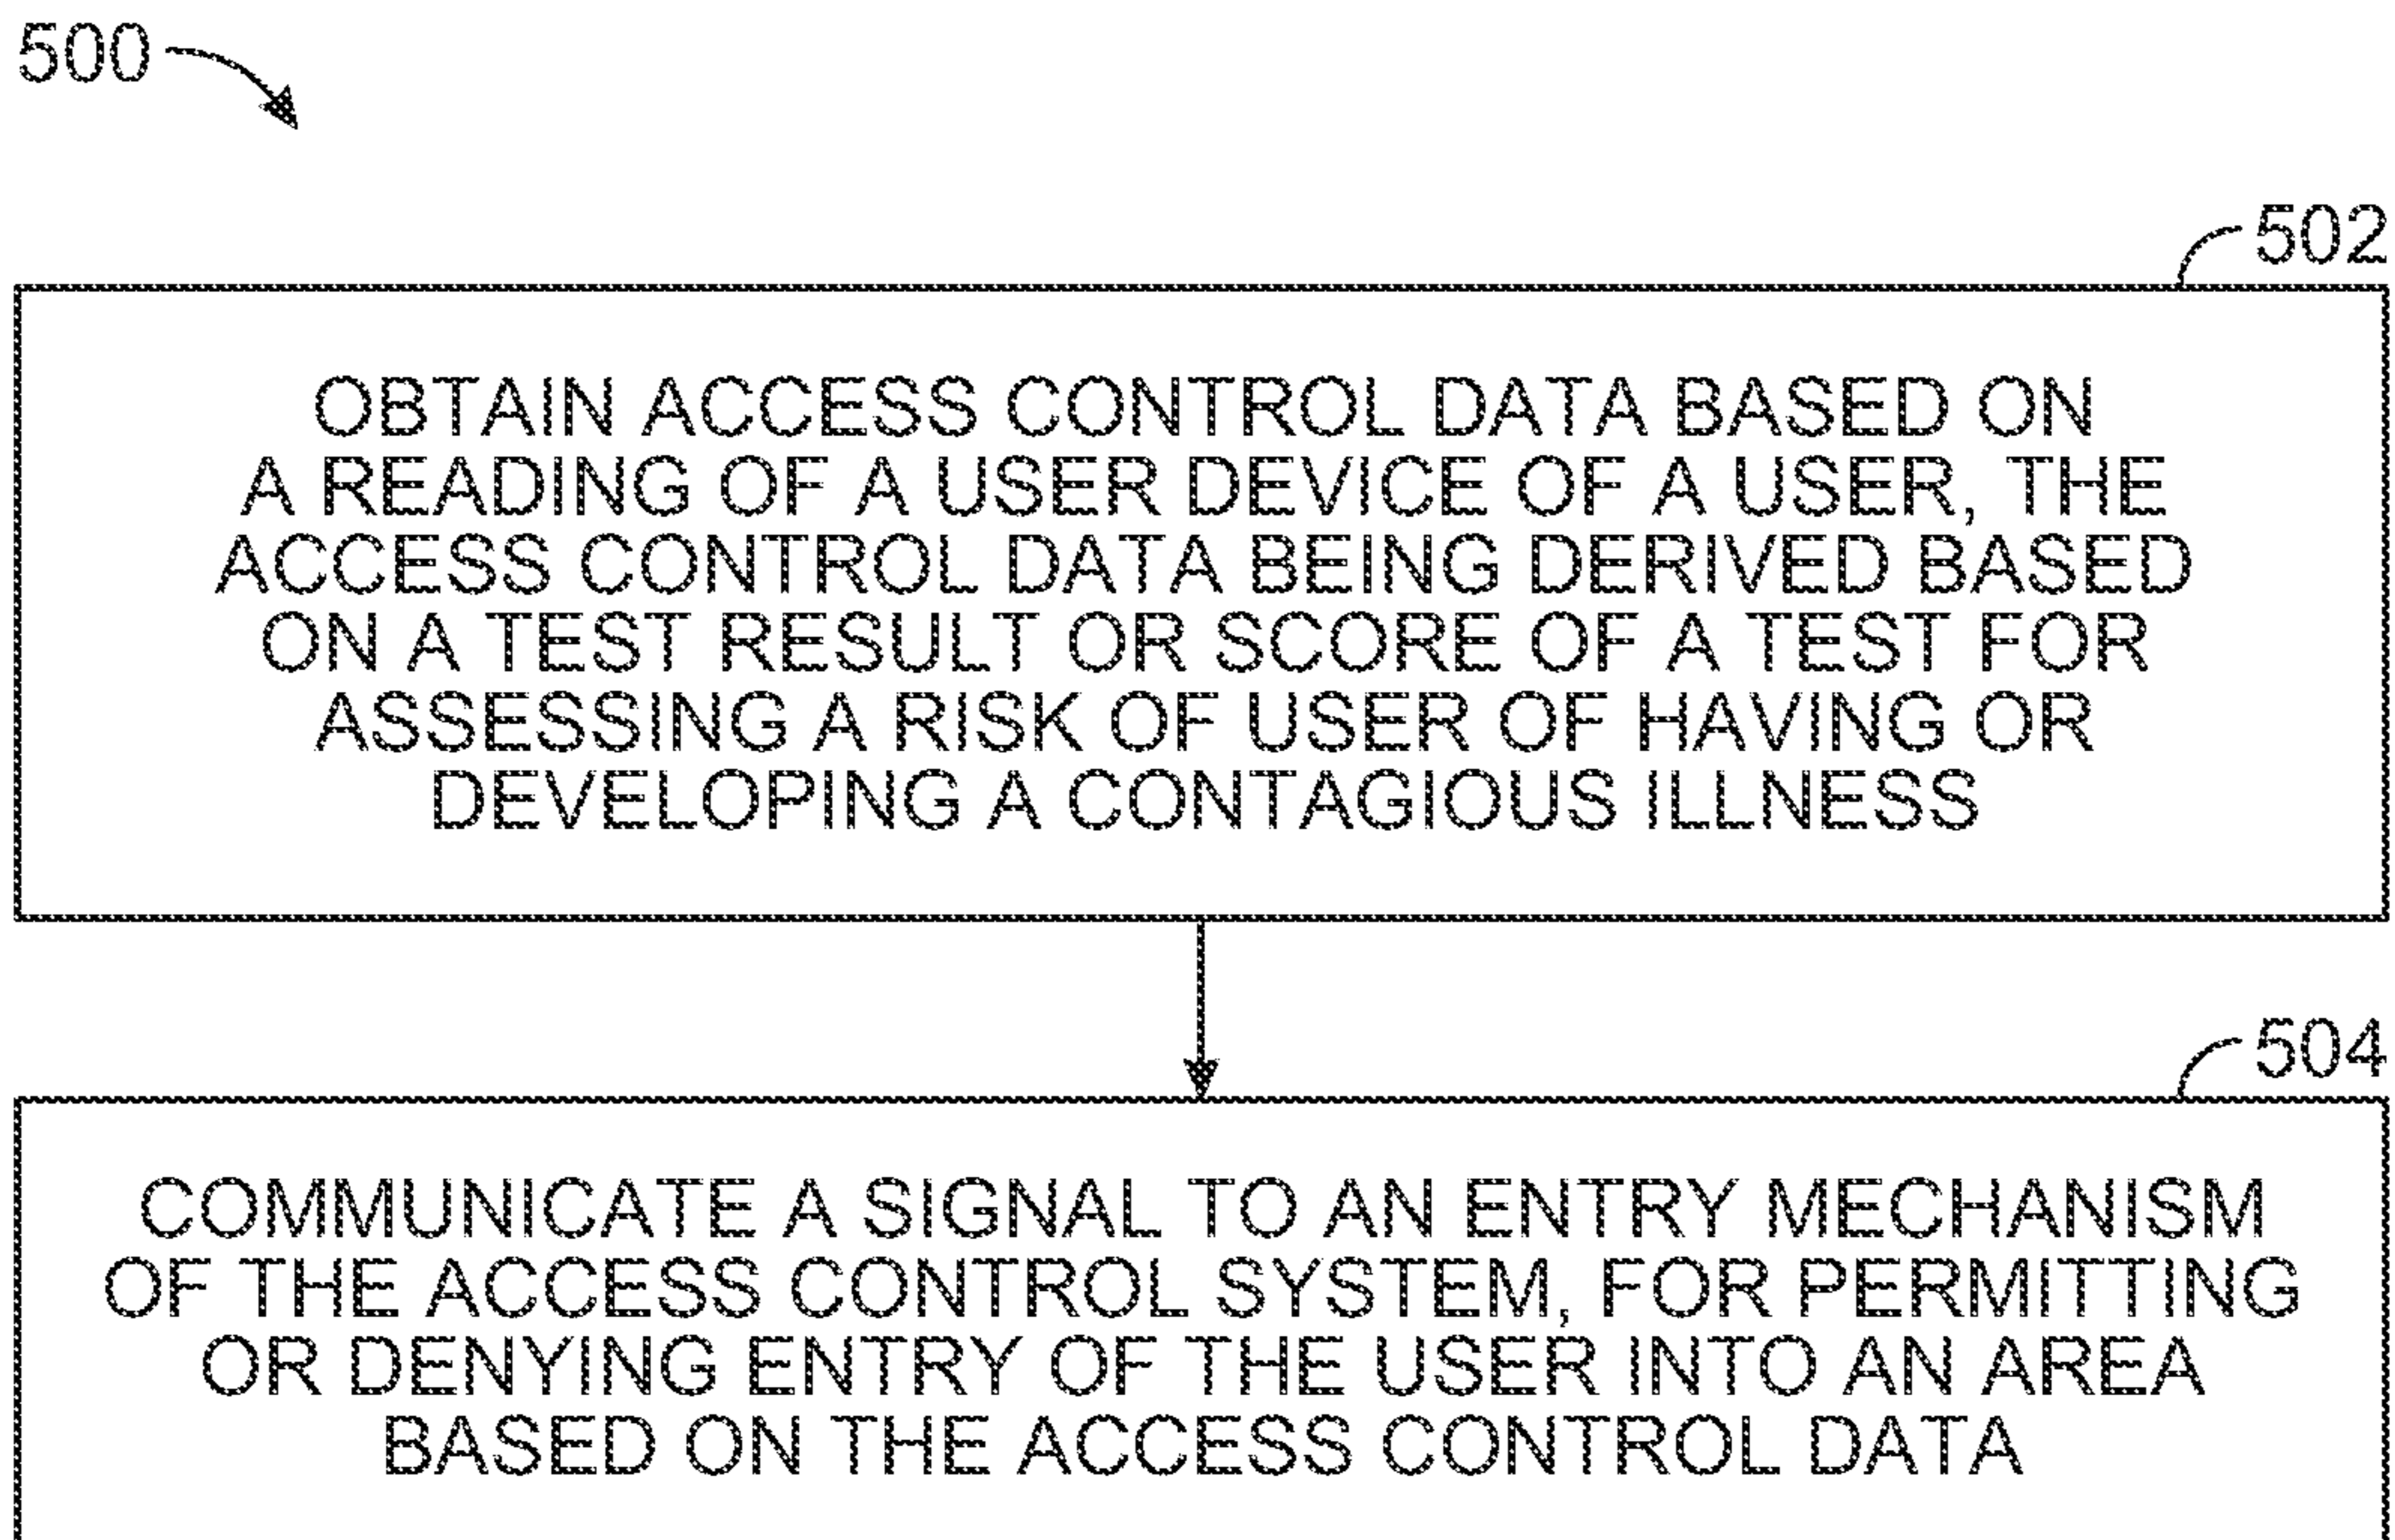 500
502
OBTAIN ACCESS CONTROL DATA BASED ON
A READING OF A USER DEVICE OF A USER, THE
ACCESS CONTROL DATA BEING DERIVED BASED
ON A TEST RESULT OR SCORE OF A TEST FOR
ASSESSING A RISK OF USER OF HAVING OR
DEVELOPING A CONTAGIOUS ILLNESS
504
COMMUNICATE A SIGNAL TO AN ENTRY MECHANISM
OF THE ACCESS CONTROL SYSTEM, FOR PERMITTING
OR DENYING ENTRY OF THE USER INTO AN AREA
BASED ON THE ACCESS CONTROL DATA